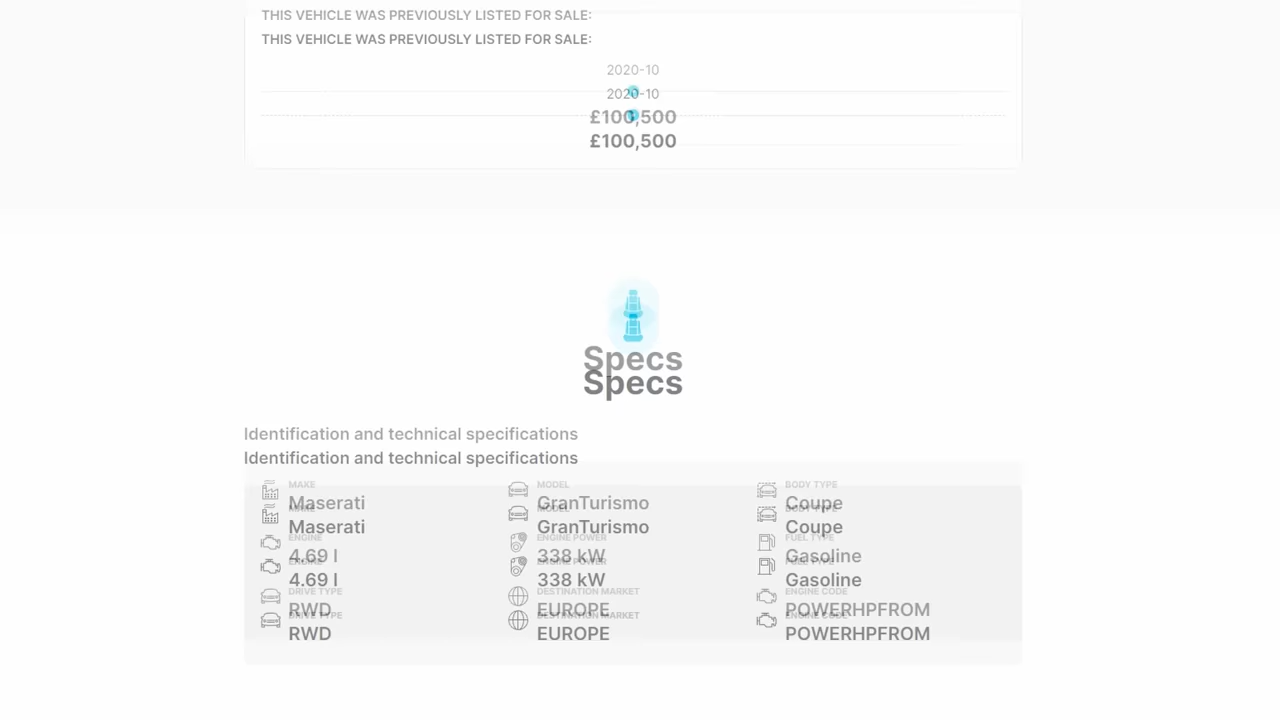 THIS VEHICLE WAS PREVIOUSLY LISTED FOR SALE:
2020-10
£100,500
Specs
Identification and technical specifications
MAKE
Maserati
MODEL
GranTurismo
BODY TYPE
Coupe
ENGINE
4.69 l
ENGINE POWER
338 kW
FUEL TYPE
Gasoline
DRIVE TYPE
RWD
DESTINATION MARKET
EUROPE
ENGINE CODE
POWERHPFROM